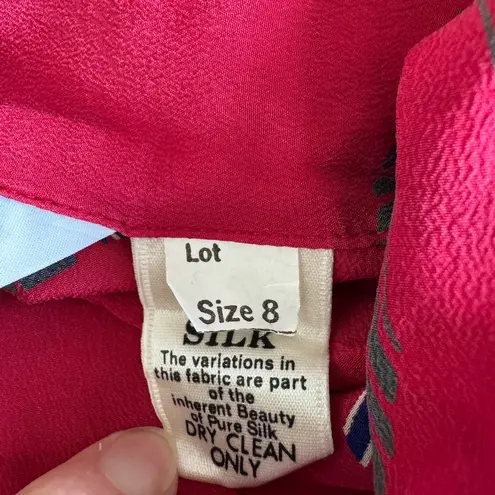 Lot
Size 8
SILK
The variations in
this fabric are part
of the
inherent Beauty
of Pure Silk
DRY CLEAN
ONLY